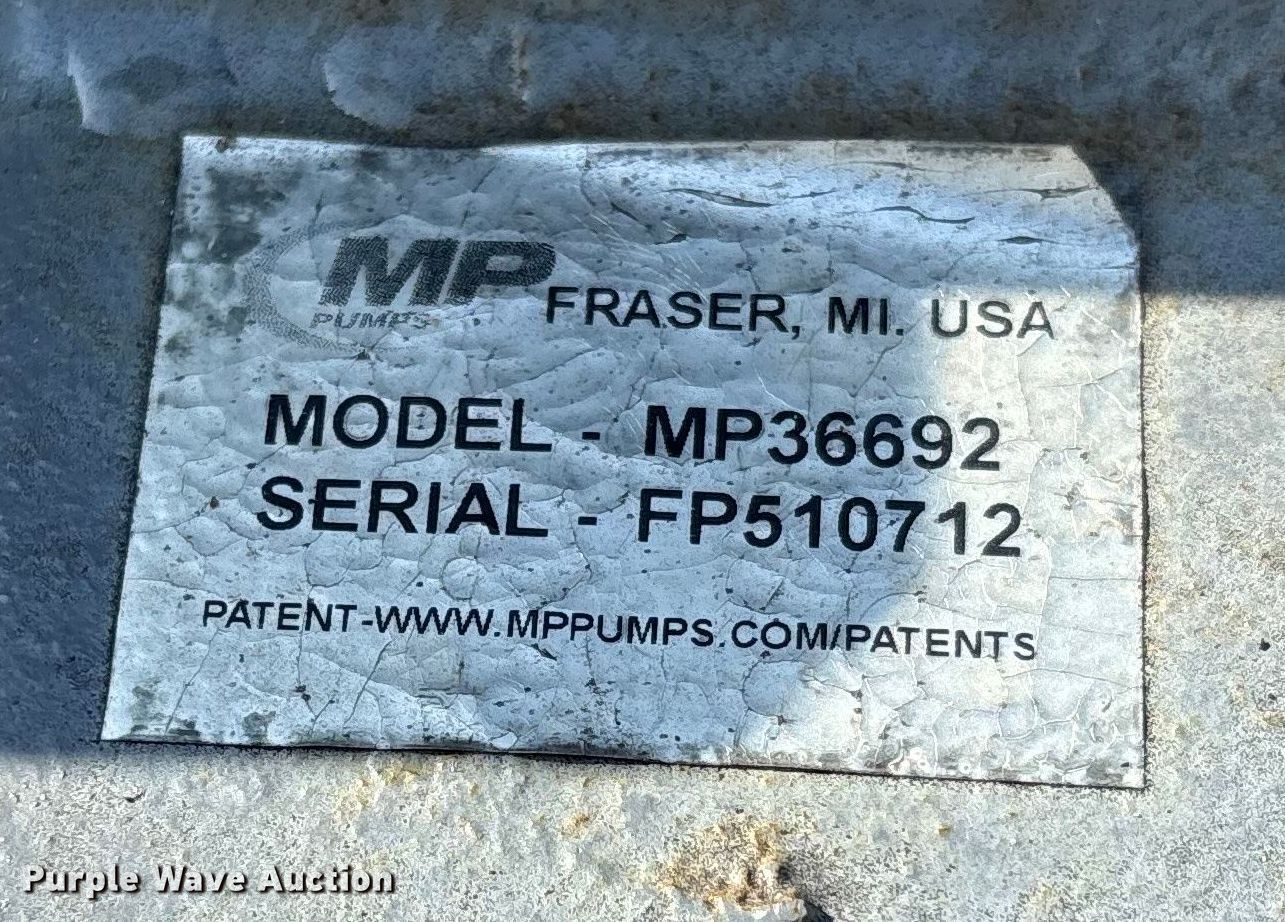 MP
PUMPS
FRASER, MI. USA
MODEL - MP36692
SERIAL - FP510712
PATENT-WWW.MPPUMPS.COM/PATENTS
Purple Wave Auction